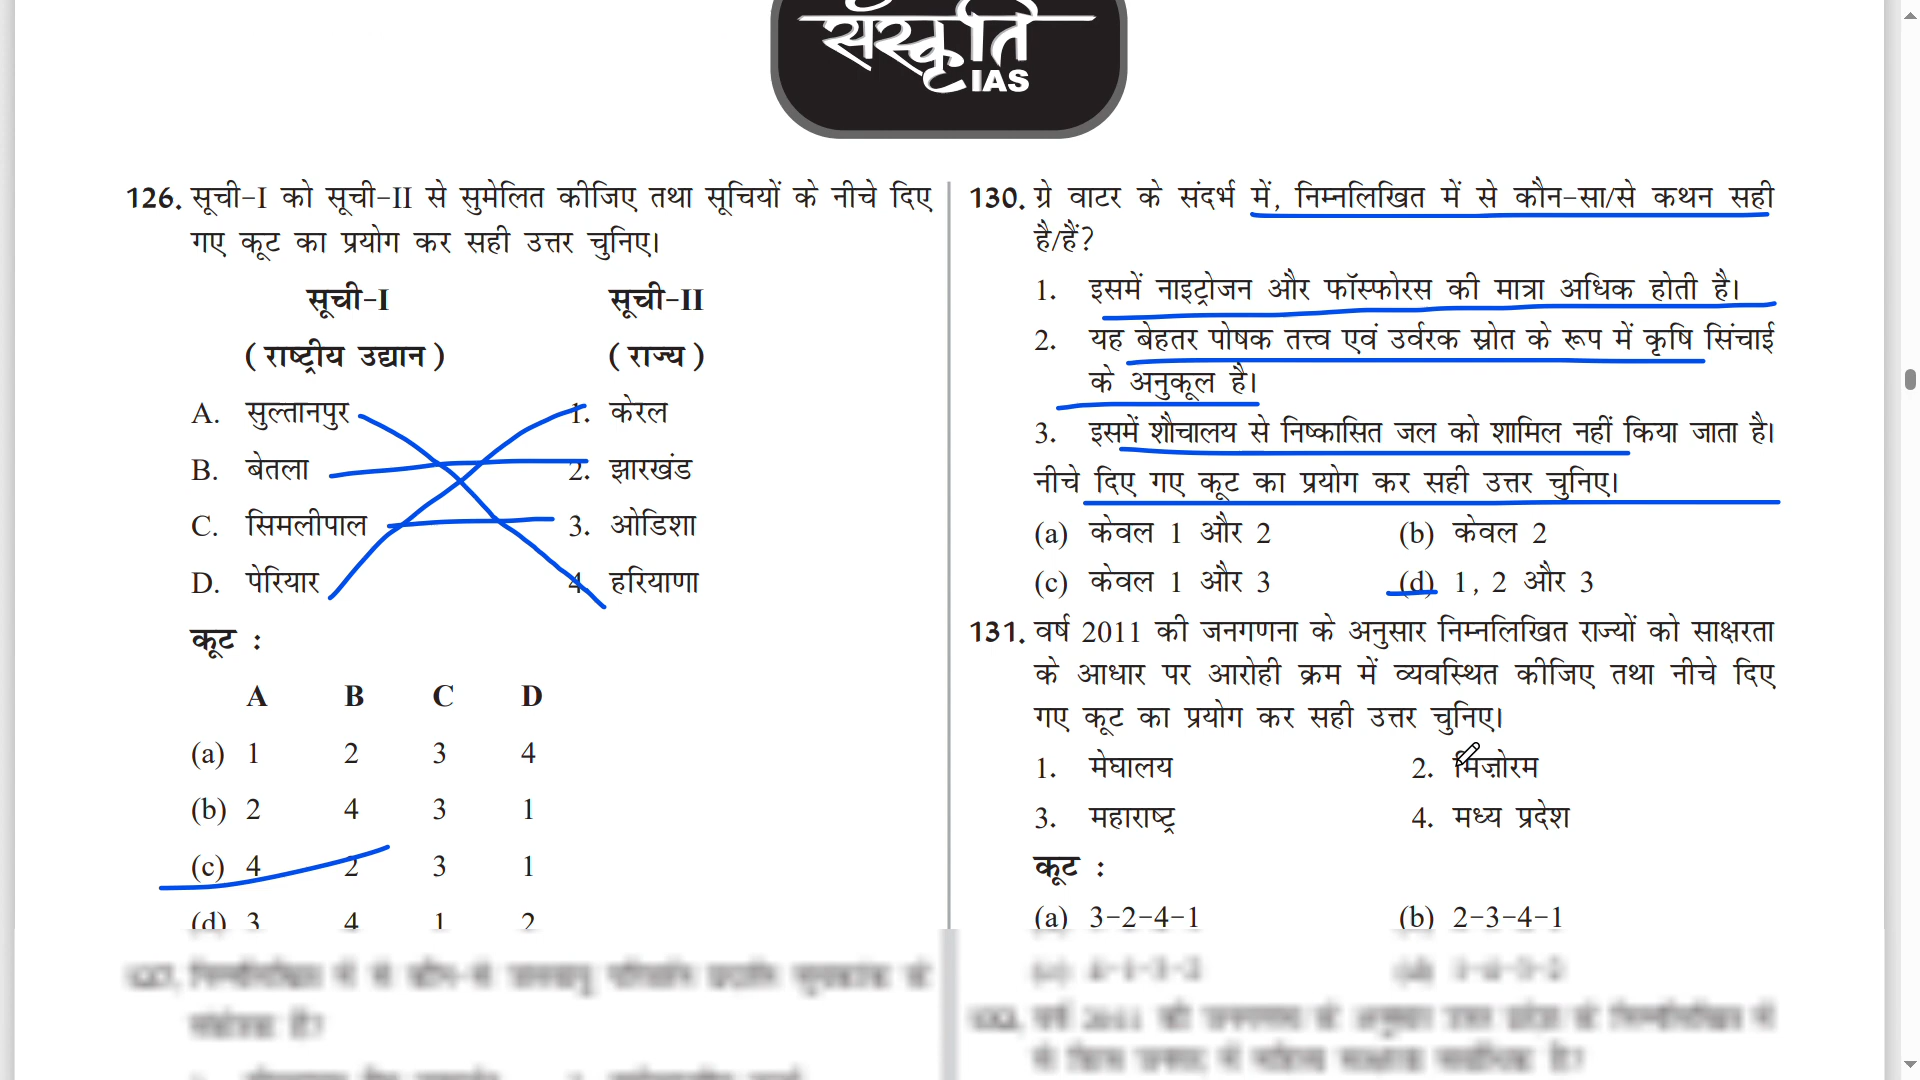 संस्कृति
IAS
126. सूची-I को सूची-II से सुमेलित कीजिए तथा सूचियों के नीचे दिए
गए कूट का प्रयोग कर सही उत्तर चुनिए।
सूची-I सूची-II
(राष्ट्रीय उद्यान) (राज्य)
A. सुल्तानपुर 1. केरल
B. बेतला 2. झारखंड
C. सिमलीपाल 3. ओडिशा
D. पेरियार 4. हरियाणा
कूट :
A B C D
(a) 1 2 3 4
(b) 2 4 3 1
(c) 4 2 3 1
(d) 3 4 1 2
130. ग्रे वाटर के संदर्भ में, निम्नलिखित में से कौन-सा/से कथन सही
है/हैं?
1. इसमें नाइट्रोजन और फॉस्फोरस की मात्रा अधिक होती है।
2. यह बेहतर पोषक तत्त्व एवं उर्वरक स्रोत के रूप में कृषि सिंचाई
के अनुकूल है।
3. इसमें शौचालय से निष्कासित जल को शामिल नहीं किया जाता है।
नीचे दिए गए कूट का प्रयोग कर सही उत्तर चुनिए।
(a) केवल 1 और 2 (b) केवल 2
(c) केवल 1 और 3 (d) 1, 2 और 3
131. वर्ष 2011 की जनगणना के अनुसार निम्नलिखित राज्यों को साक्षरता
के आधार पर आरोही क्रम में व्यवस्थित कीजिए तथा नीचे दिए
गए कूट का प्रयोग कर सही उत्तर चुनिए।
1. मेघालय 2. मिज़ोरम
3. महाराष्ट्र 4. मध्य प्रदेश
कूट :
(a) 3-2-4-1 (b) 2-3-4-1